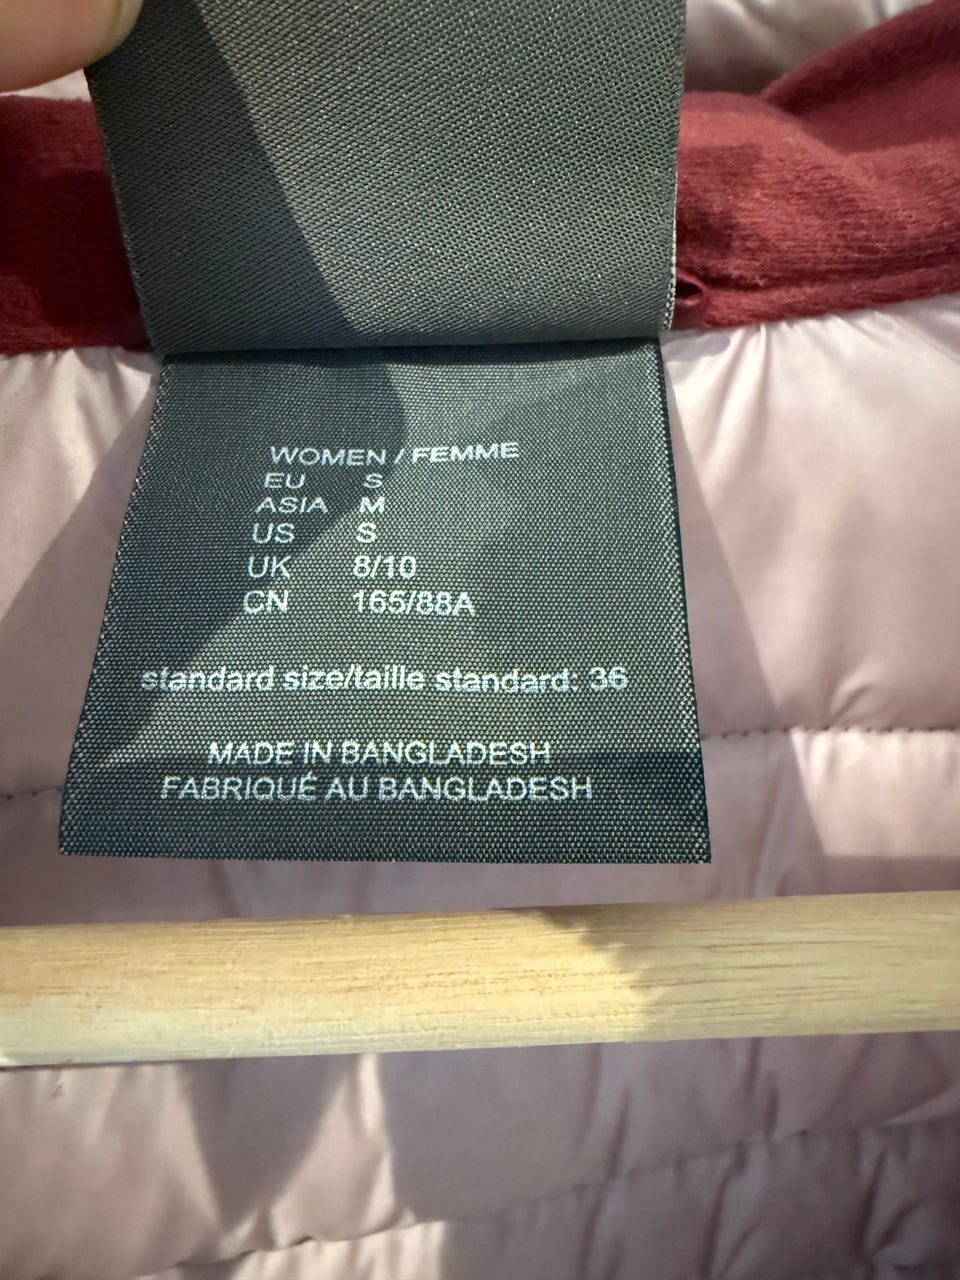 WOMEN / FEMME
EU S
ASIA M
US S
UK 8/10
CN 165/88A
standard size/taille standard: 36
MADE IN BANGLADESH
FABRIQUÉ AU BANGLADESH